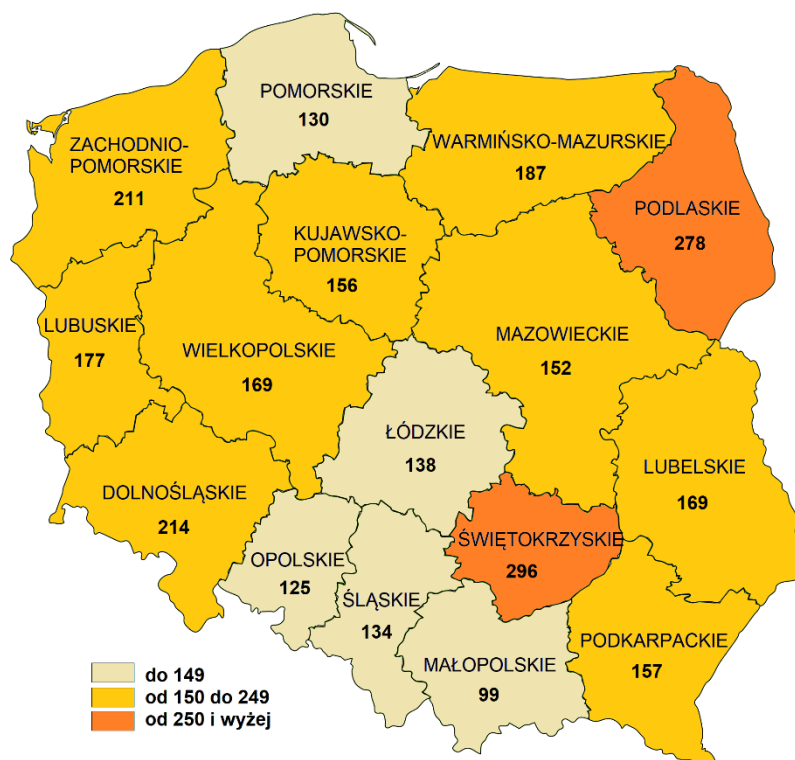 POMORSKIE
130
ZACHODNIO-
POMORSKIE
211
WARMIŃSKO-MAZURSKIE
187
PODLASKIE
278
KUJAWSKO-
POMORSKIE
156
LUBUSKIE
177
WIELKOPOLSKIE
169
MAZOWIECKIE
152
ŁÓDZKIE
138
LUBELSKIE
169
DOLNOŚLĄSKIE
214
OPOLSKIE
125
ŚLĄSKIE
134
ŚWIĘTOKRZYSKIE
296
MAŁOPOLSKIE
99
PODKARPACKIE
157
do 149
od 150 do 249
od 250 i wyżej